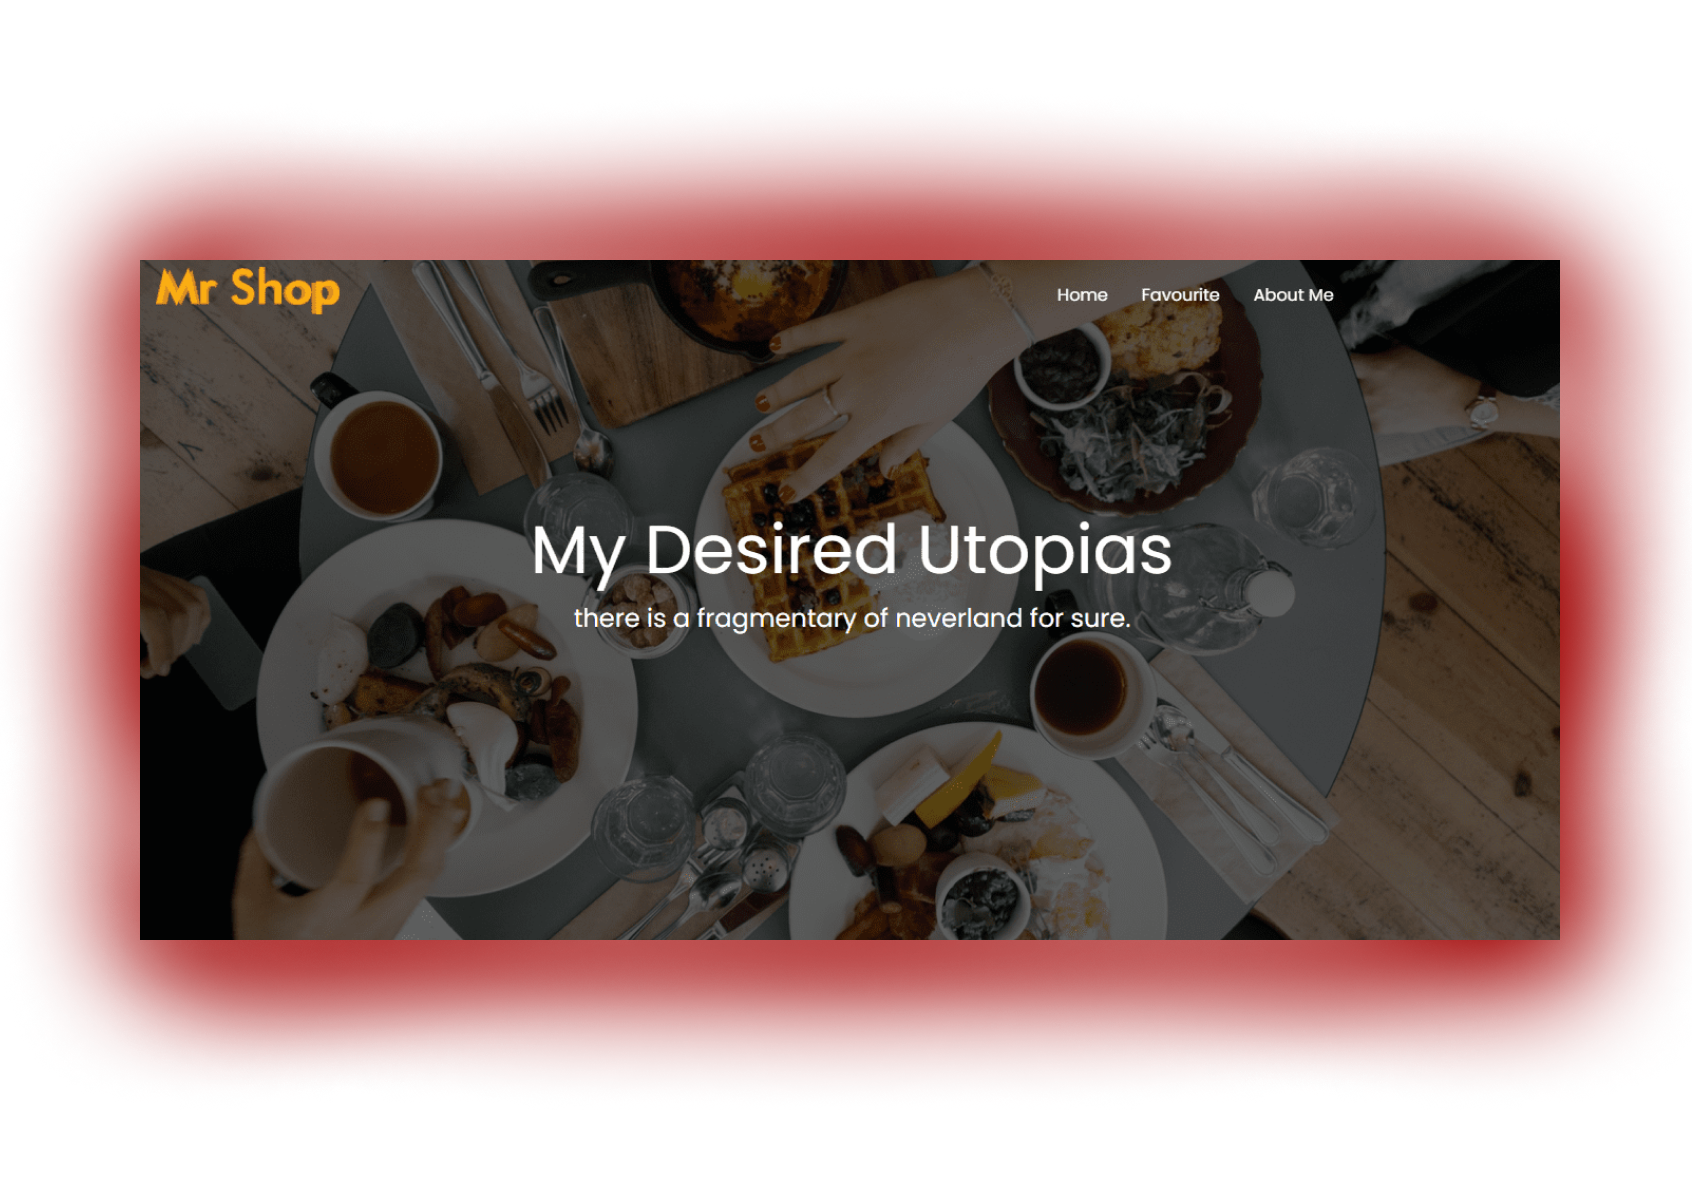 Mr Shop
Home Favourite About Me
My Desired Utopias
there is a fragmentary of neverland for sure.